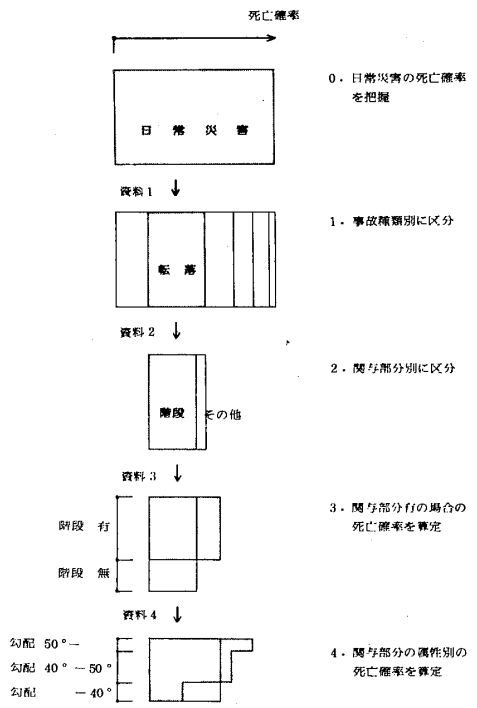 死亡確率
0．日常災害の死亡確率
を把握
日常災害
資料1
1．事故種類別に区分
転落
資料2
2．関与部分別に区分
階段
その他
資料3
3．関与部分有の場合の
死亡確率を算定
階段 有
階段 無
資料4
勾配 50°－
勾配 40°－50°
勾配 －40°
4．関与部分の属性別の
死亡確率を算定